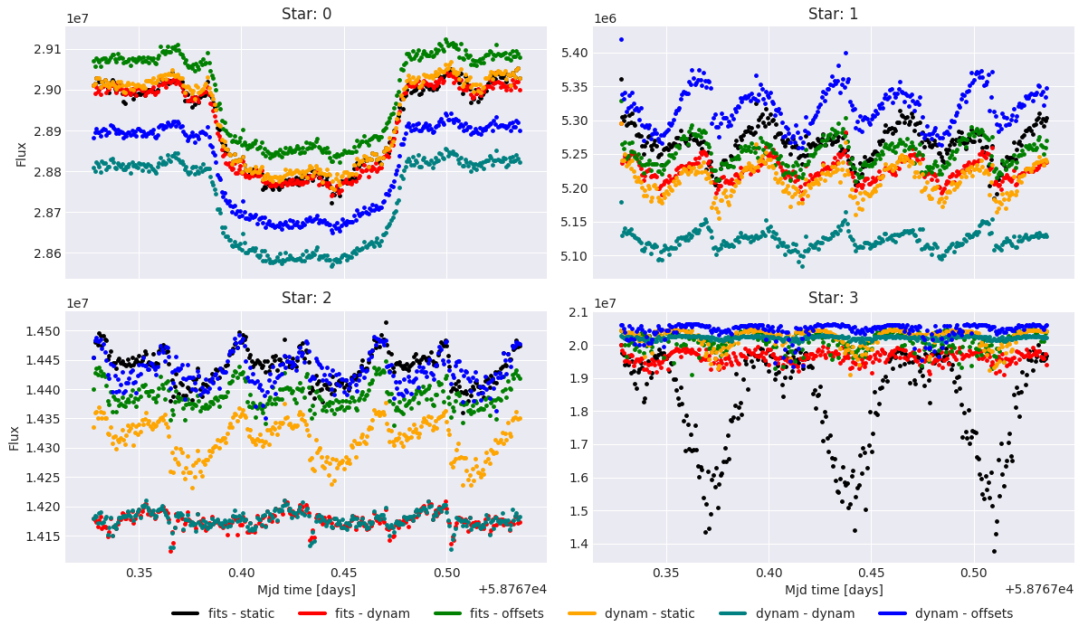 Star: 0
1e7
2.91
2.90
2.89
2.88
2.87
2.86
Flux
Star: 1
1e6
5.40
5.30
5.25
5.20
5.15
5.10
Star: 2
1e7
1.450
1.445
1.440
1.435
1.430
1.425
1.420
1.415
Flux
0.35
0.40
0.45
0.50
Mjd time [days]
+5.8767e4
Star: 3
1e7
2.1
2.0
1.9
1.8
1.7
1.6
1.5
1.4
0.35
0.40
0.45
0.50
Mjd time [days]
+5.8767e4
fits - static
fits - dynam
fits - offsets
dynam - static
dynam - dynam
dynam - offsets